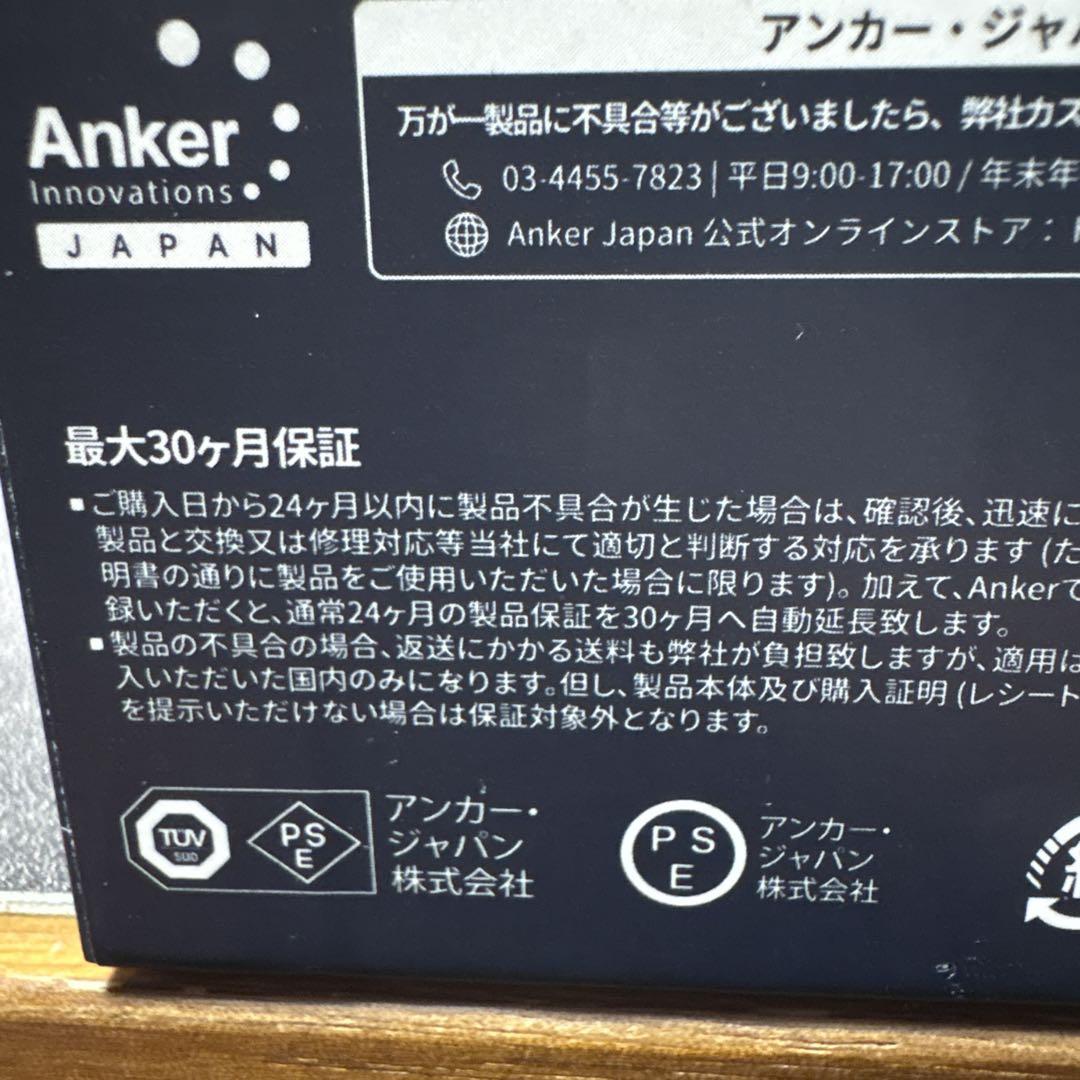 アンカー・ジャ
Anker
Innovations
JAPAN
万が一製品に不具合等がございましたら、弊社カス
03-4455-7823 | 平日9:00-17:00 / 年末年
Anker Japan 公式オンラインストア：
最大30ヶ月保証
▪ご購入日から24ヶ月以内に製品不具合が生じた場合は、確認後、迅速に
製品と交換又は修理対応等当社にて適切と判断する対応を承ります (た
明書の通りに製品をご使用いただいた場合に限ります)。加えて、Ankerで
録いただくと、通常24ヶ月の製品保証を30ヶ月へ自動延長致します。
▪製品の不具合の場合、返送にかかる送料も弊社が負担致しますが、適用は
入いただいた国内のみになります。但し、製品本体及び購入証明 (レシート
を提示いただけない場合は保証対象外となります。
TÜV
SÜD
PS
E
アンカー・
ジャパン
株式会社
PS
E
アンカー・
ジャパン
株式会社